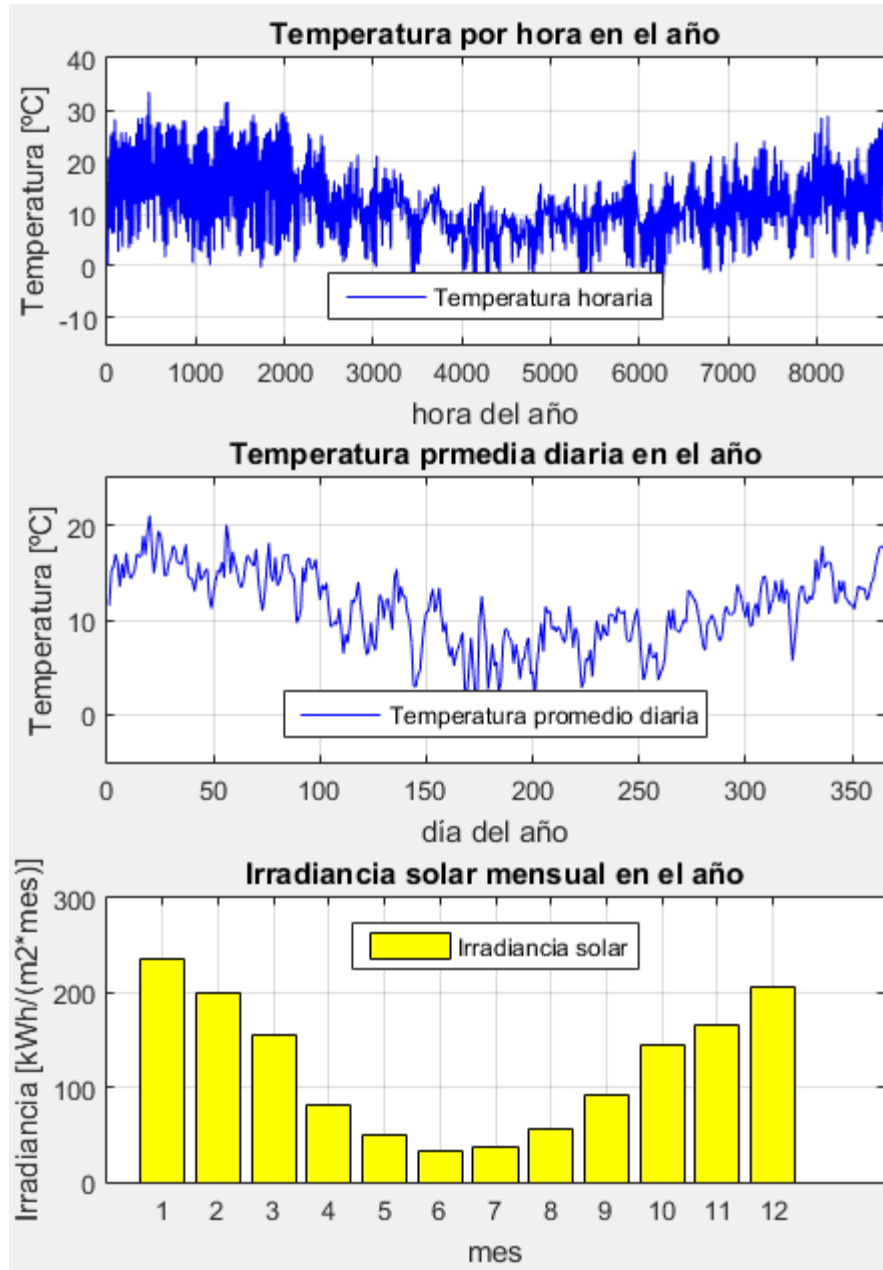 Temperatura por hora en el año
Temperatura [ºC]
40
30
20
10
0
-10
Temperatura horaria
0 1000 2000 3000 4000 5000 6000 7000 8000
hora del año
Temperatura prmedia diaria en el año
Temperatura [ºC]
20
10
0
Temperatura promedio diaria
0 50 100 150 200 250 300 350
día del año
Irradiancia solar mensual en el año
Irradiancia [kWh/(m2*mes)]
300
200
100
0
Irradiancia solar
1 2 3 4 5 6 7 8 9 10 11 12
mes